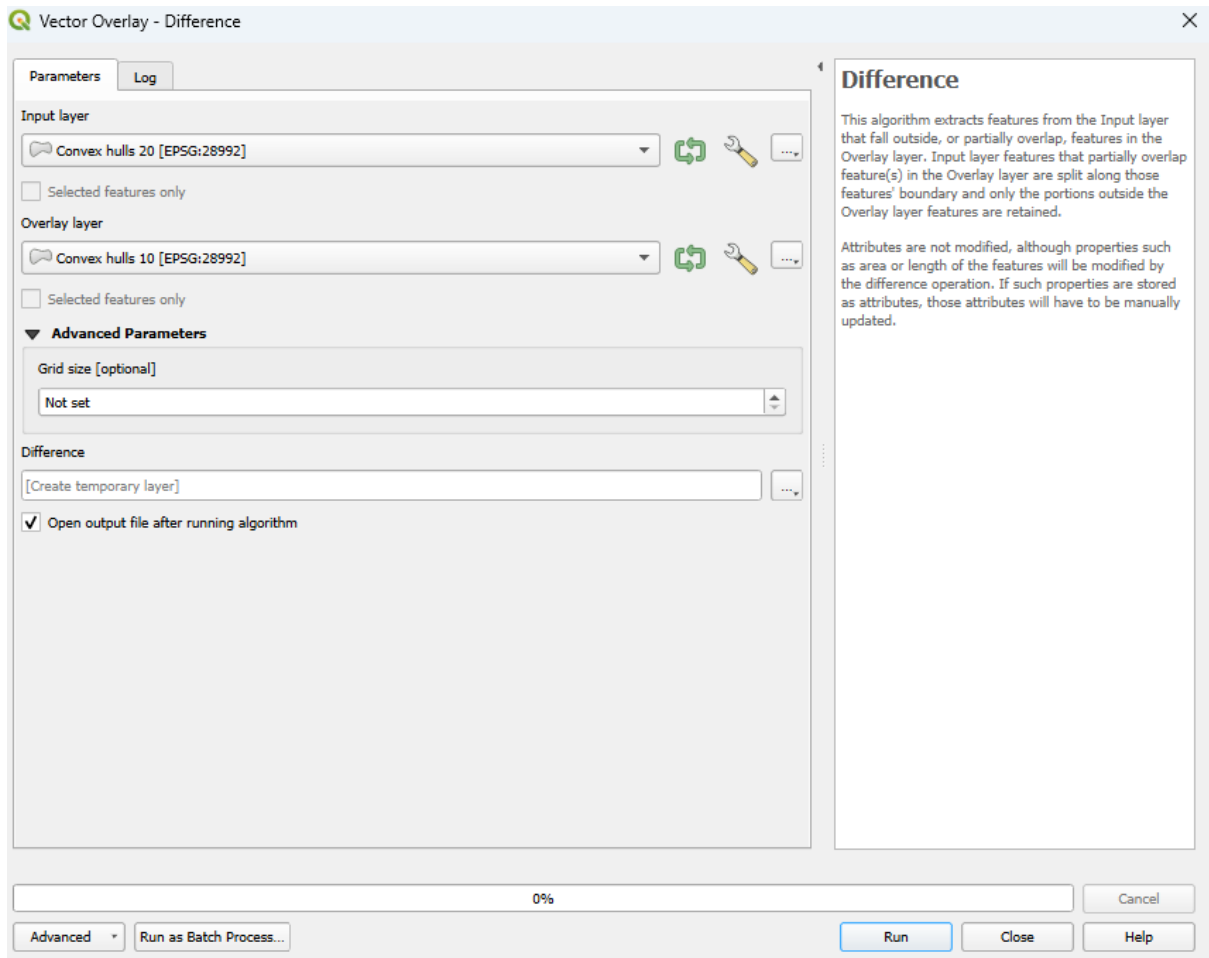 Vector Overlay - Difference
Parameters
Log
Input layer
Convex hulls 20 [EPSG:28992]
...
Selected features only
Overlay layer
Convex hulls 10 [EPSG:28992]
...
Selected features only
Advanced Parameters
Grid size [optional]
Not set
Difference
[Create temporary layer]
...
Open output file after running algorithm
Difference
This algorithm extracts features from the Input layer
that fall outside, or partially overlap, features in the
Overlay layer. Input layer features that partially overlap
feature(s) in the Overlay layer are split along those
features' boundary and only the portions outside the
Overlay layer features are retained.
Attributes are not modified, although properties such
as area or length of the features will be modified by
the difference operation. If such properties are stored
as attributes, those attributes will have to be manually
updated.
0%
Cancel
Advanced
Run as Batch Process...
Run
Close
Help